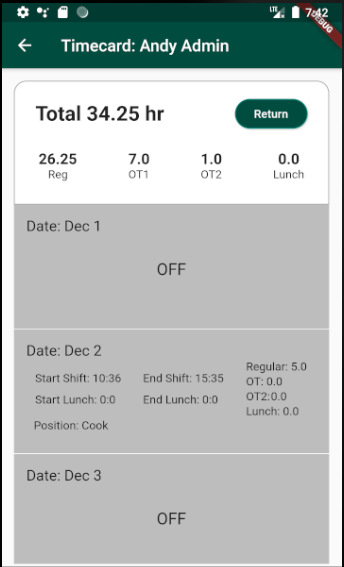 LTE 7:42
DEBUG
Timecard: Andy Admin
Total 34.25 hr
Return
26.25 7.0 1.0 0.0
Reg OT1 OT2 Lunch
Date: Dec 1
OFF
Date: Dec 2
Start Shift: 10:36 End Shift: 15:35
Start Lunch: 0:0 End Lunch: 0:0
Position: Cook
Regular: 5.0
OT: 0.0
OT2:0.0
Lunch: 0.0
Date: Dec 3
OFF